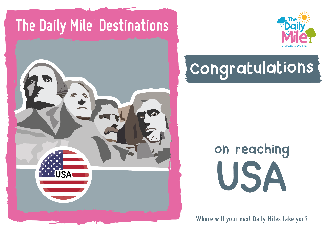 The Daily Mile Destinations
USA
The
Daily
Mile
Congratulations
on reaching
USA
Where will your next Daily Miles take you?